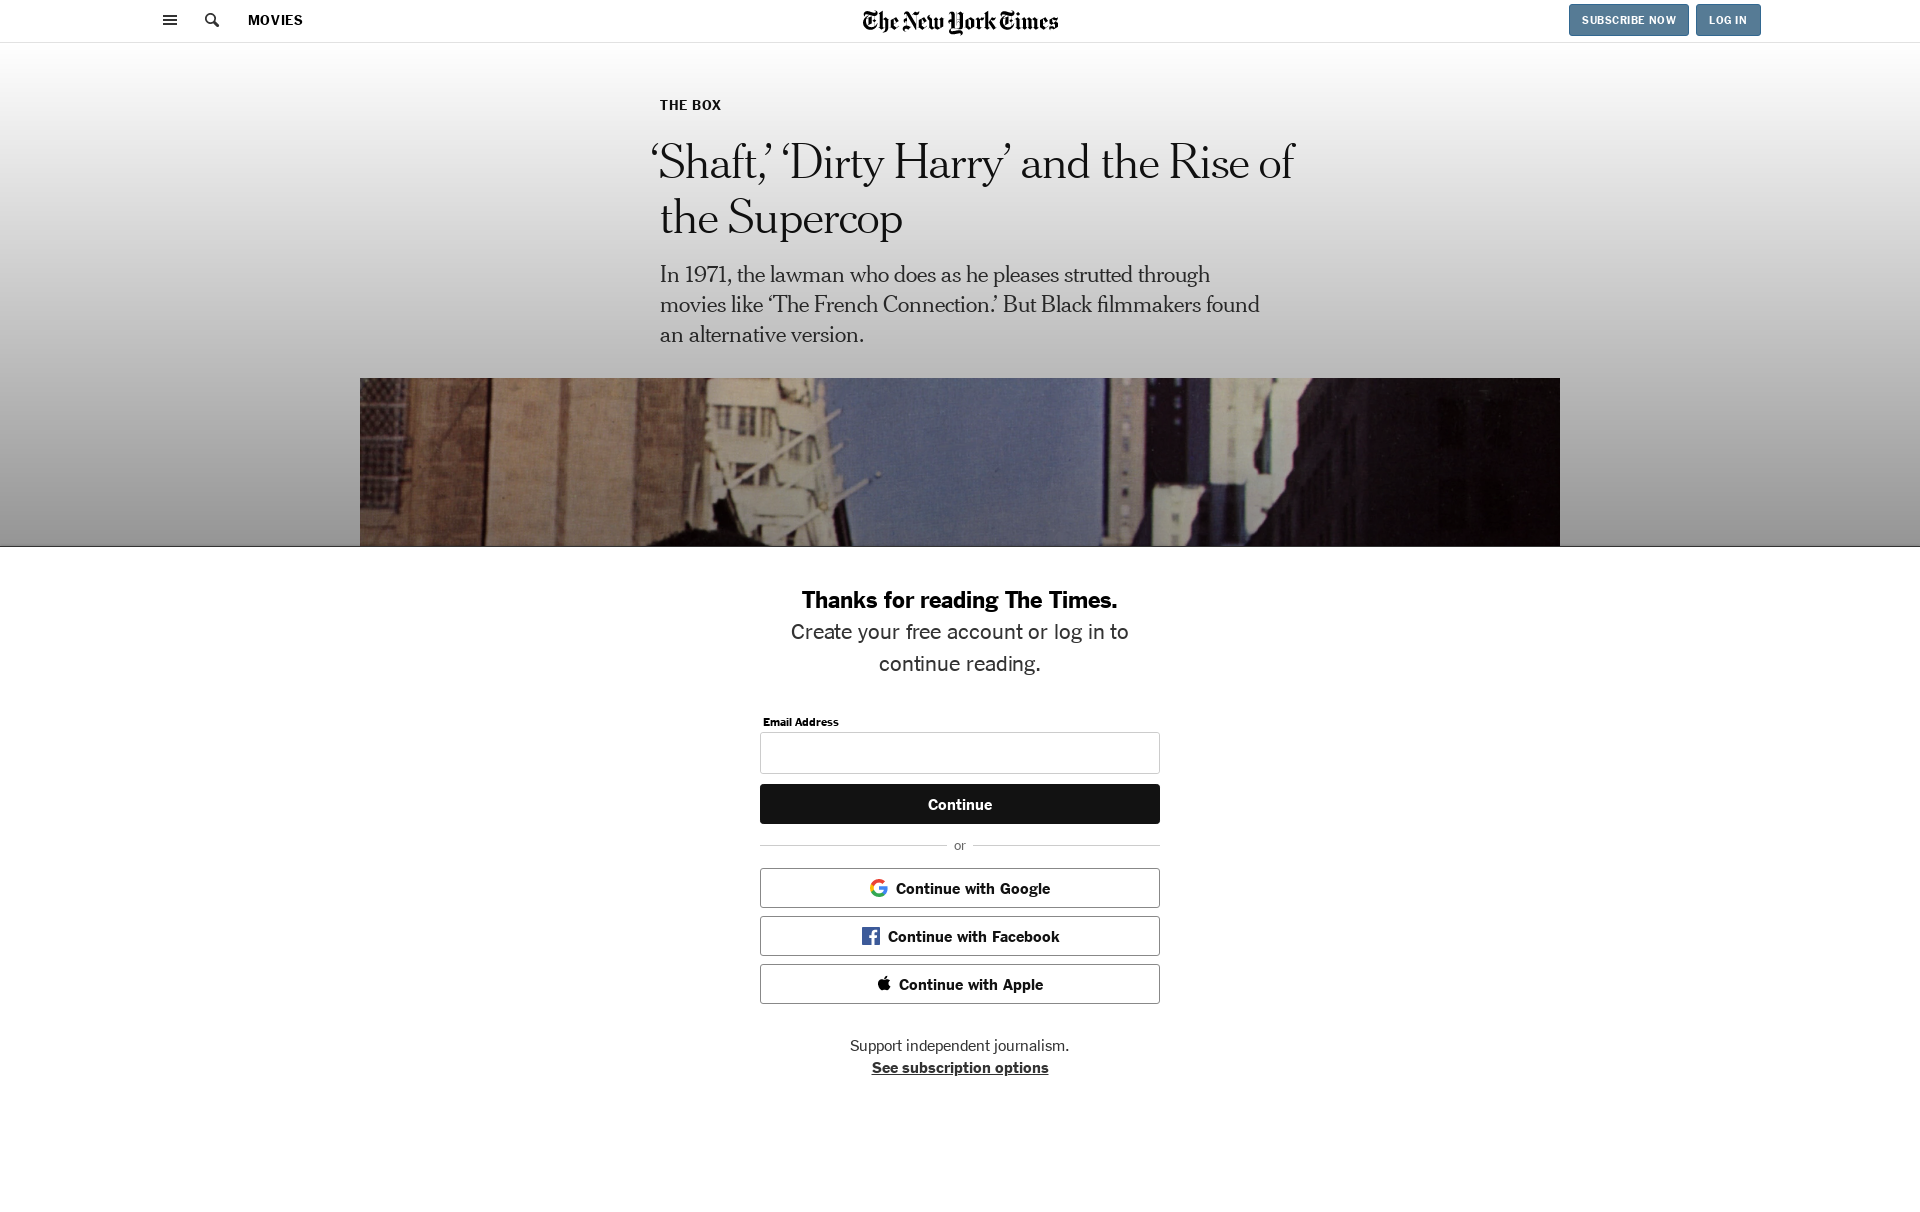 MOVIES
The New York Times
SUBSCRIBE NOW
LOG IN
THE BOX
‘Shaft,’ ‘Dirty Harry’ and the Rise of
the Supercop
In 1971, the lawman who does as he pleases strutted through
movies like ‘The French Connection.’ But Black filmmakers found
an alternative version.
Thanks for reading The Times.
Create your free account or log in to
continue reading.
Email Address
Continue
or
Continue with Google
Continue with Facebook
Continue with Apple
Support independent journalism.
See subscription options